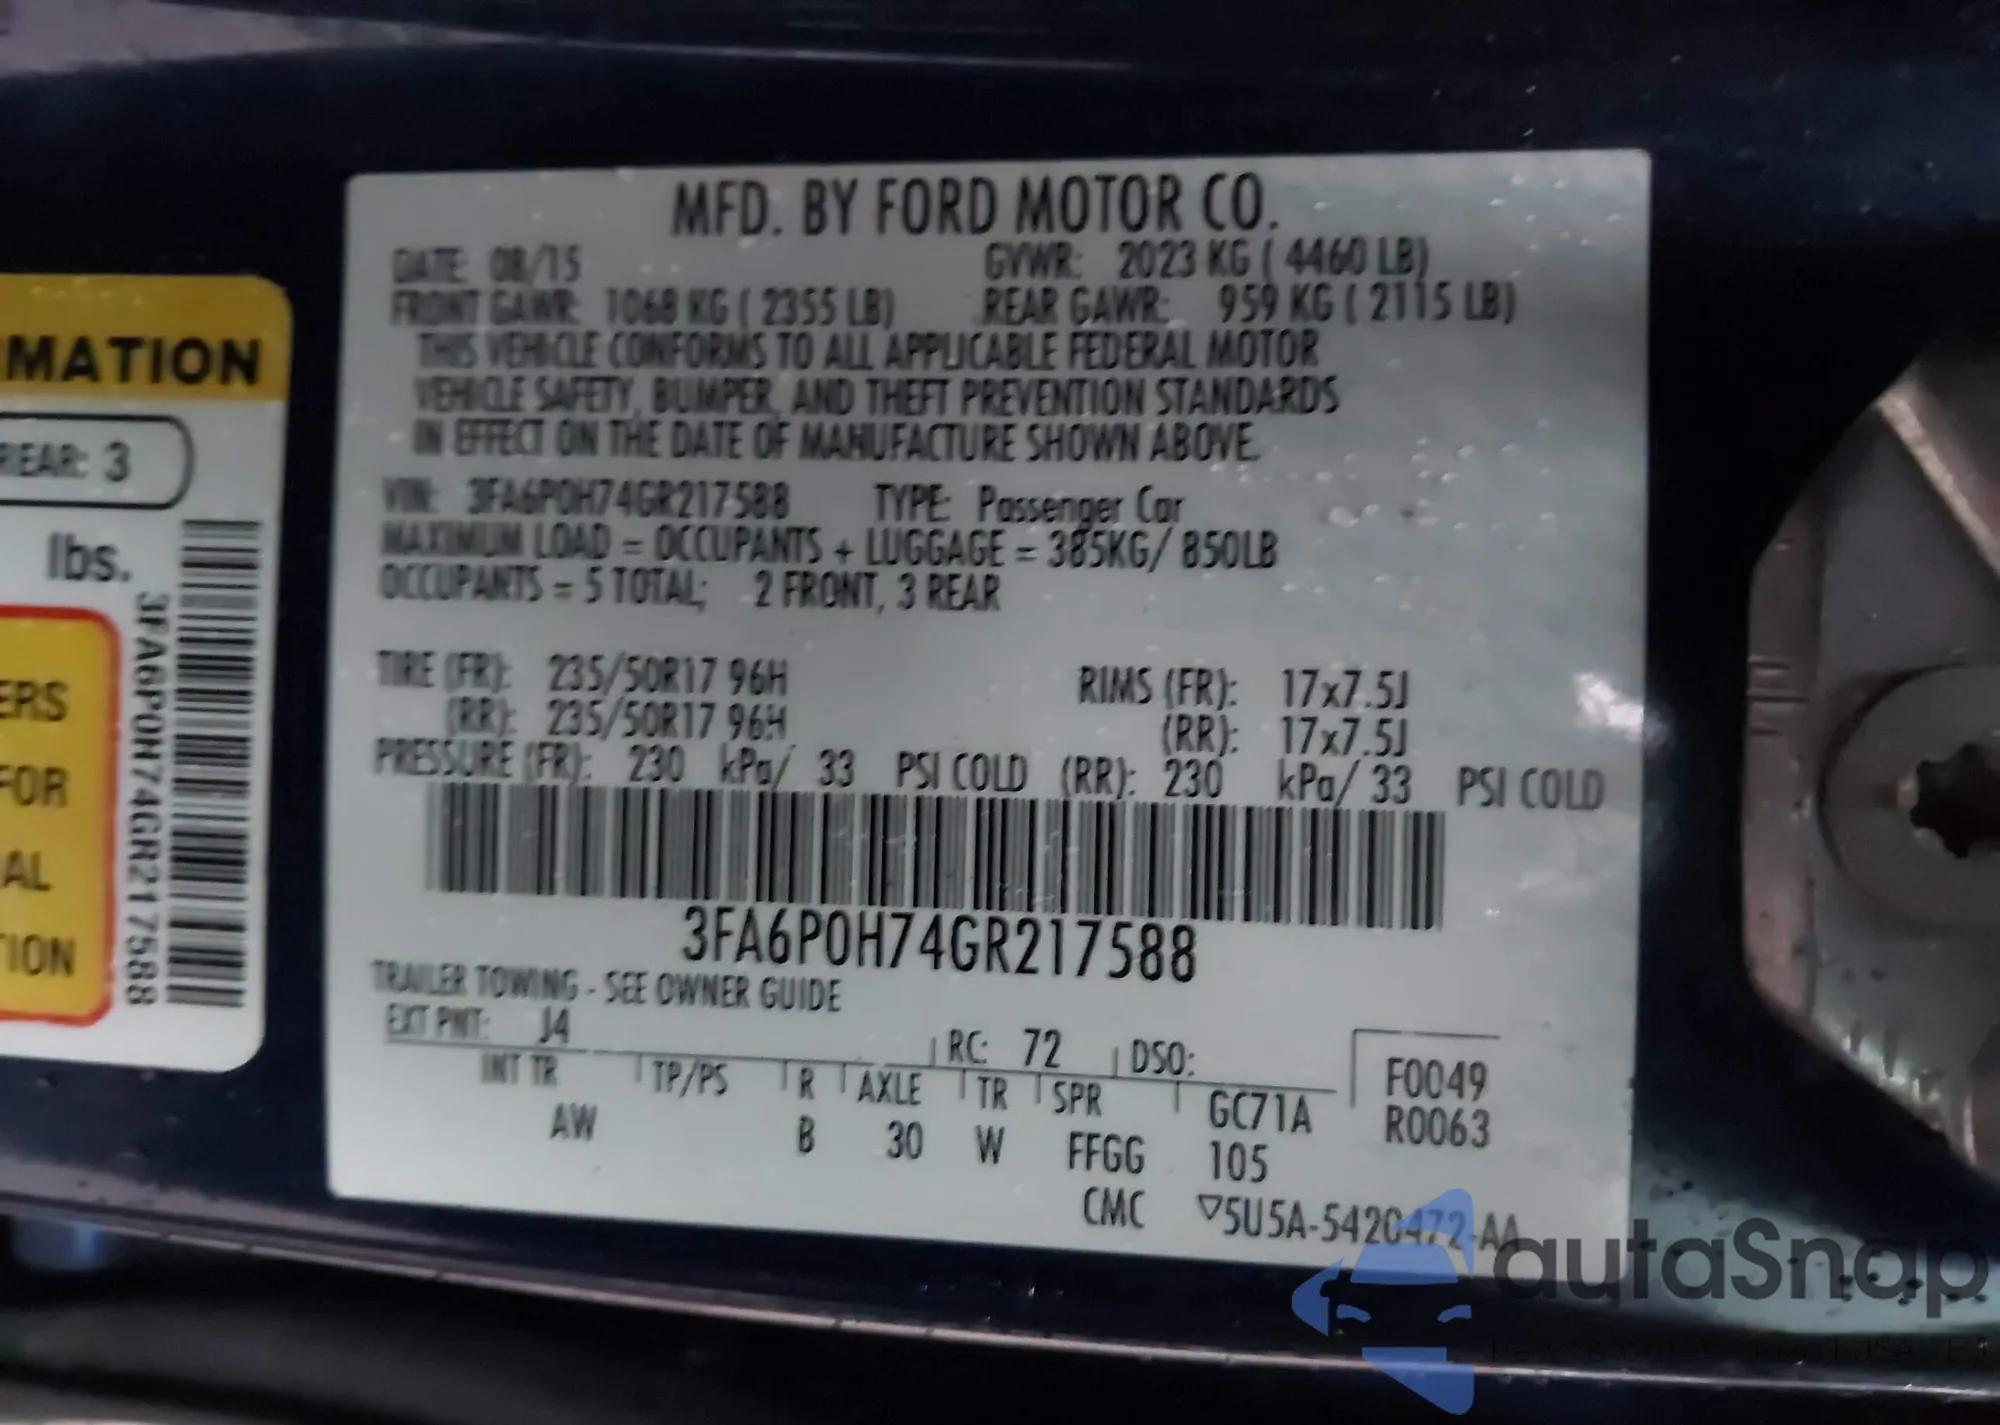 MATION
REAR: 3
lbs.
ERS
FOR
AL
TION
3FA6P0H74GR217588
MFD. BY FORD MOTOR CO.
DATE: 08/15 GVWR: 2023 KG ( 4460 LB)
FRONT GAWR: 1068 KG ( 2355 LB) REAR GAWR: 959 KG ( 2115 LB)
THIS VEHICLE CONFORMS TO ALL APPLICABLE FEDERAL MOTOR
VEHICLE SAFETY, BUMPER, AND THEFT PREVENTION STANDARDS
IN EFFECT ON THE DATE OF MANUFACTURE SHOWN ABOVE.
VIN: 3FA6P0H74GR217588 TYPE: Passenger Car
MAXIMUM LOAD = OCCUPANTS + LUGGAGE = 385KG/ 850LB
OCCUPANTS = 5 TOTAL; 2 FRONT, 3 REAR
TIRE (FR): 235/50R17 96H RIMS (FR): 17x7.5J
(RR): 235/50R17 96H (RR): 17x7.5J
PRESSURE (FR): 230 kPa/ 33 PSI COLD (RR): 230 kPa/ 33 PSI COLD
3FA6P0H74GR217588
TRAILER TOWING - SEE OWNER GUIDE
EXT PNT: J4 RC: 72 DSO: F0049
INT TR TP/PS R AXLE TR SPR GC71A R0063
AW B 30 W FFGG 105
CMC ▽5U5A-5420472-AA
autaSnap